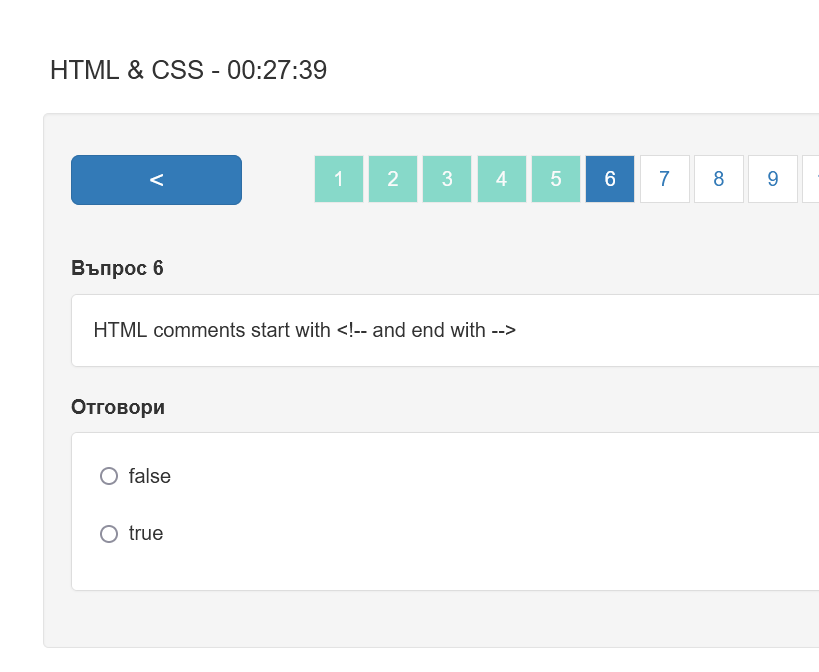 HTML & CSS - 00:27:39
< 1 2 3 4 5 6 7 8 9
Въпрос 6
HTML comments start with <!-- and end with -->
Отговори
false
true